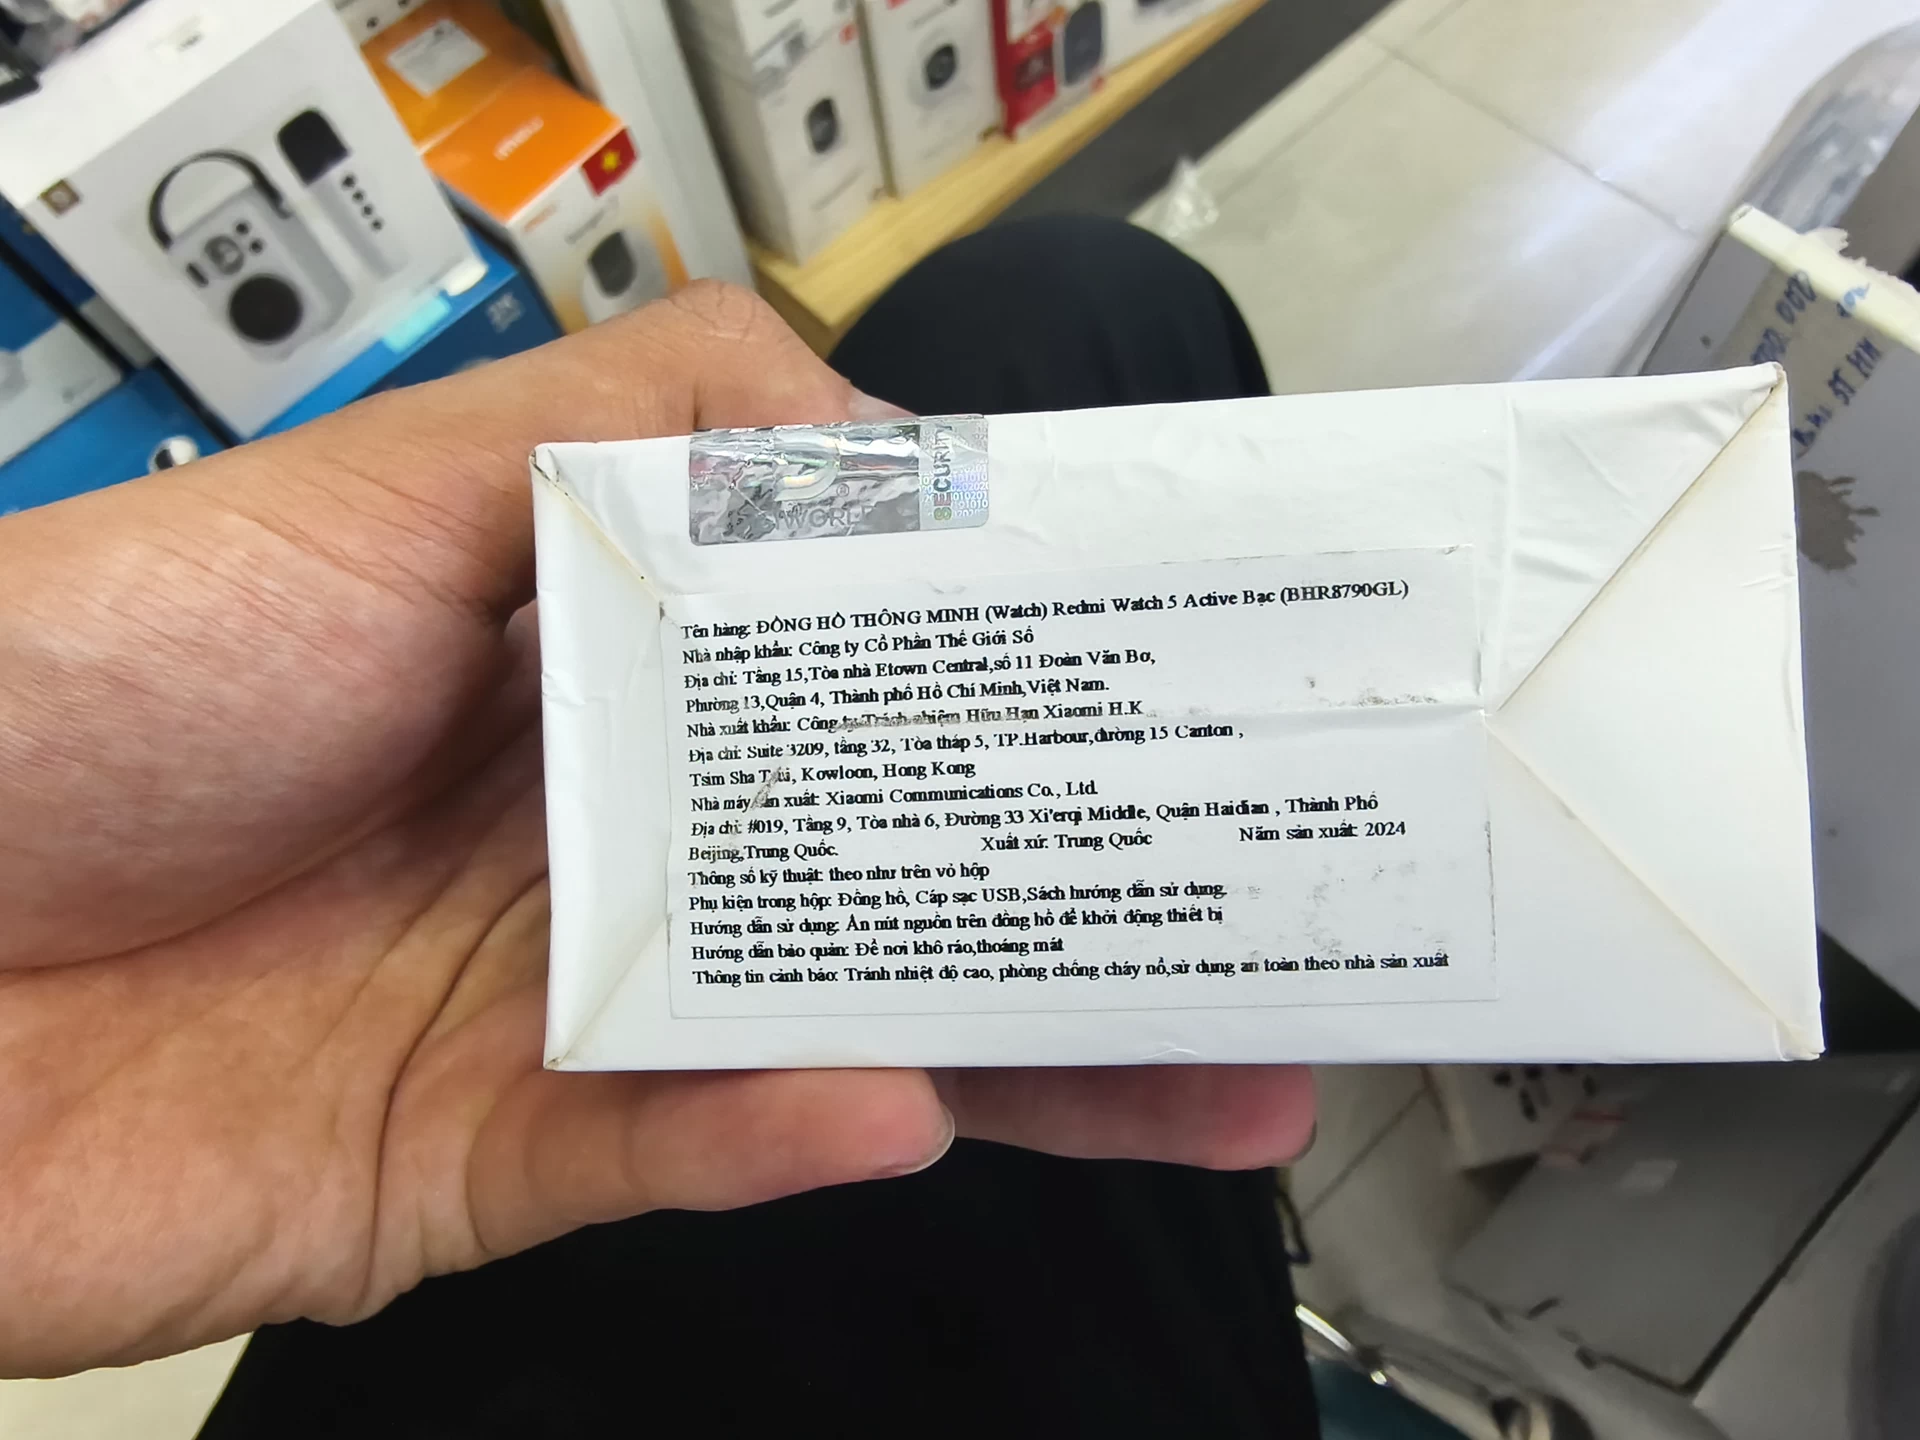 WORLD
SECURITY
Tên hàng: ĐỒNG HỒ THÔNG MINH (Watch) Redmi Watch 5 Active Bạc (BHR8790GL)
Nhà nhập khẩu: Công ty Cổ Phần Thế Giới Số
Địa chỉ: Tầng 15,Tòa nhà Etown Central,số 11 Đoàn Văn Bơ,
Phường 13,Quận 4, Thành phố Hồ Chí Minh,Việt Nam.
Nhà xuất khẩu: Công ty Trách nhiệm Hữu Hạn Xiaomi H.K
Địa chỉ: Suite 3209, tầng 32, Tòa tháp 5, TP.Harbour,đường 15 Canton ,
Tsim Sha Tsui, Kowloon, Hong Kong
Nhà máy sản xuất: Xiaomi Communications Co., Ltd
Địa chỉ: #019, Tầng 9, Tòa nhà 6, Đường 33 Xi'erqi Middle, Quận Haidian , Thành Phố
Beijing,Trung Quốc. Xuất xứ: Trung Quốc Năm sản xuất: 2024
Thông số kỹ thuật: theo như trên vỏ hộp
Phụ kiện trong hộp: Đồng hồ, Cáp sạc USB,Sách hướng dẫn sử dụng.
Hướng dẫn sử dụng: Ấn nút nguồn trên đồng hồ để khởi động thiết bị
Hướng dẫn bảo quản: Để nơi khô ráo,thoáng mát
Thông tin cảnh báo: Tránh nhiệt độ cao, phòng chống cháy nổ,sử dụng an toàn theo nhà sản xuất